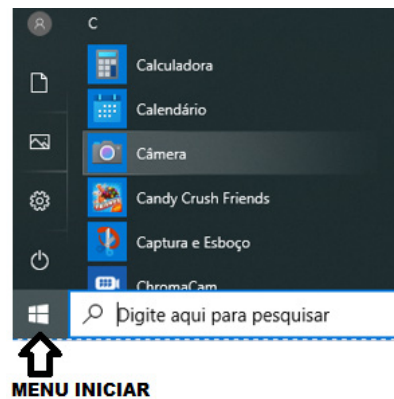 C
Calculadora
Calendário
Câmera
Candy Crush Friends
Captura e Esboço
ChromaCam
Digite aqui para pesquisar
MENU INICIAR